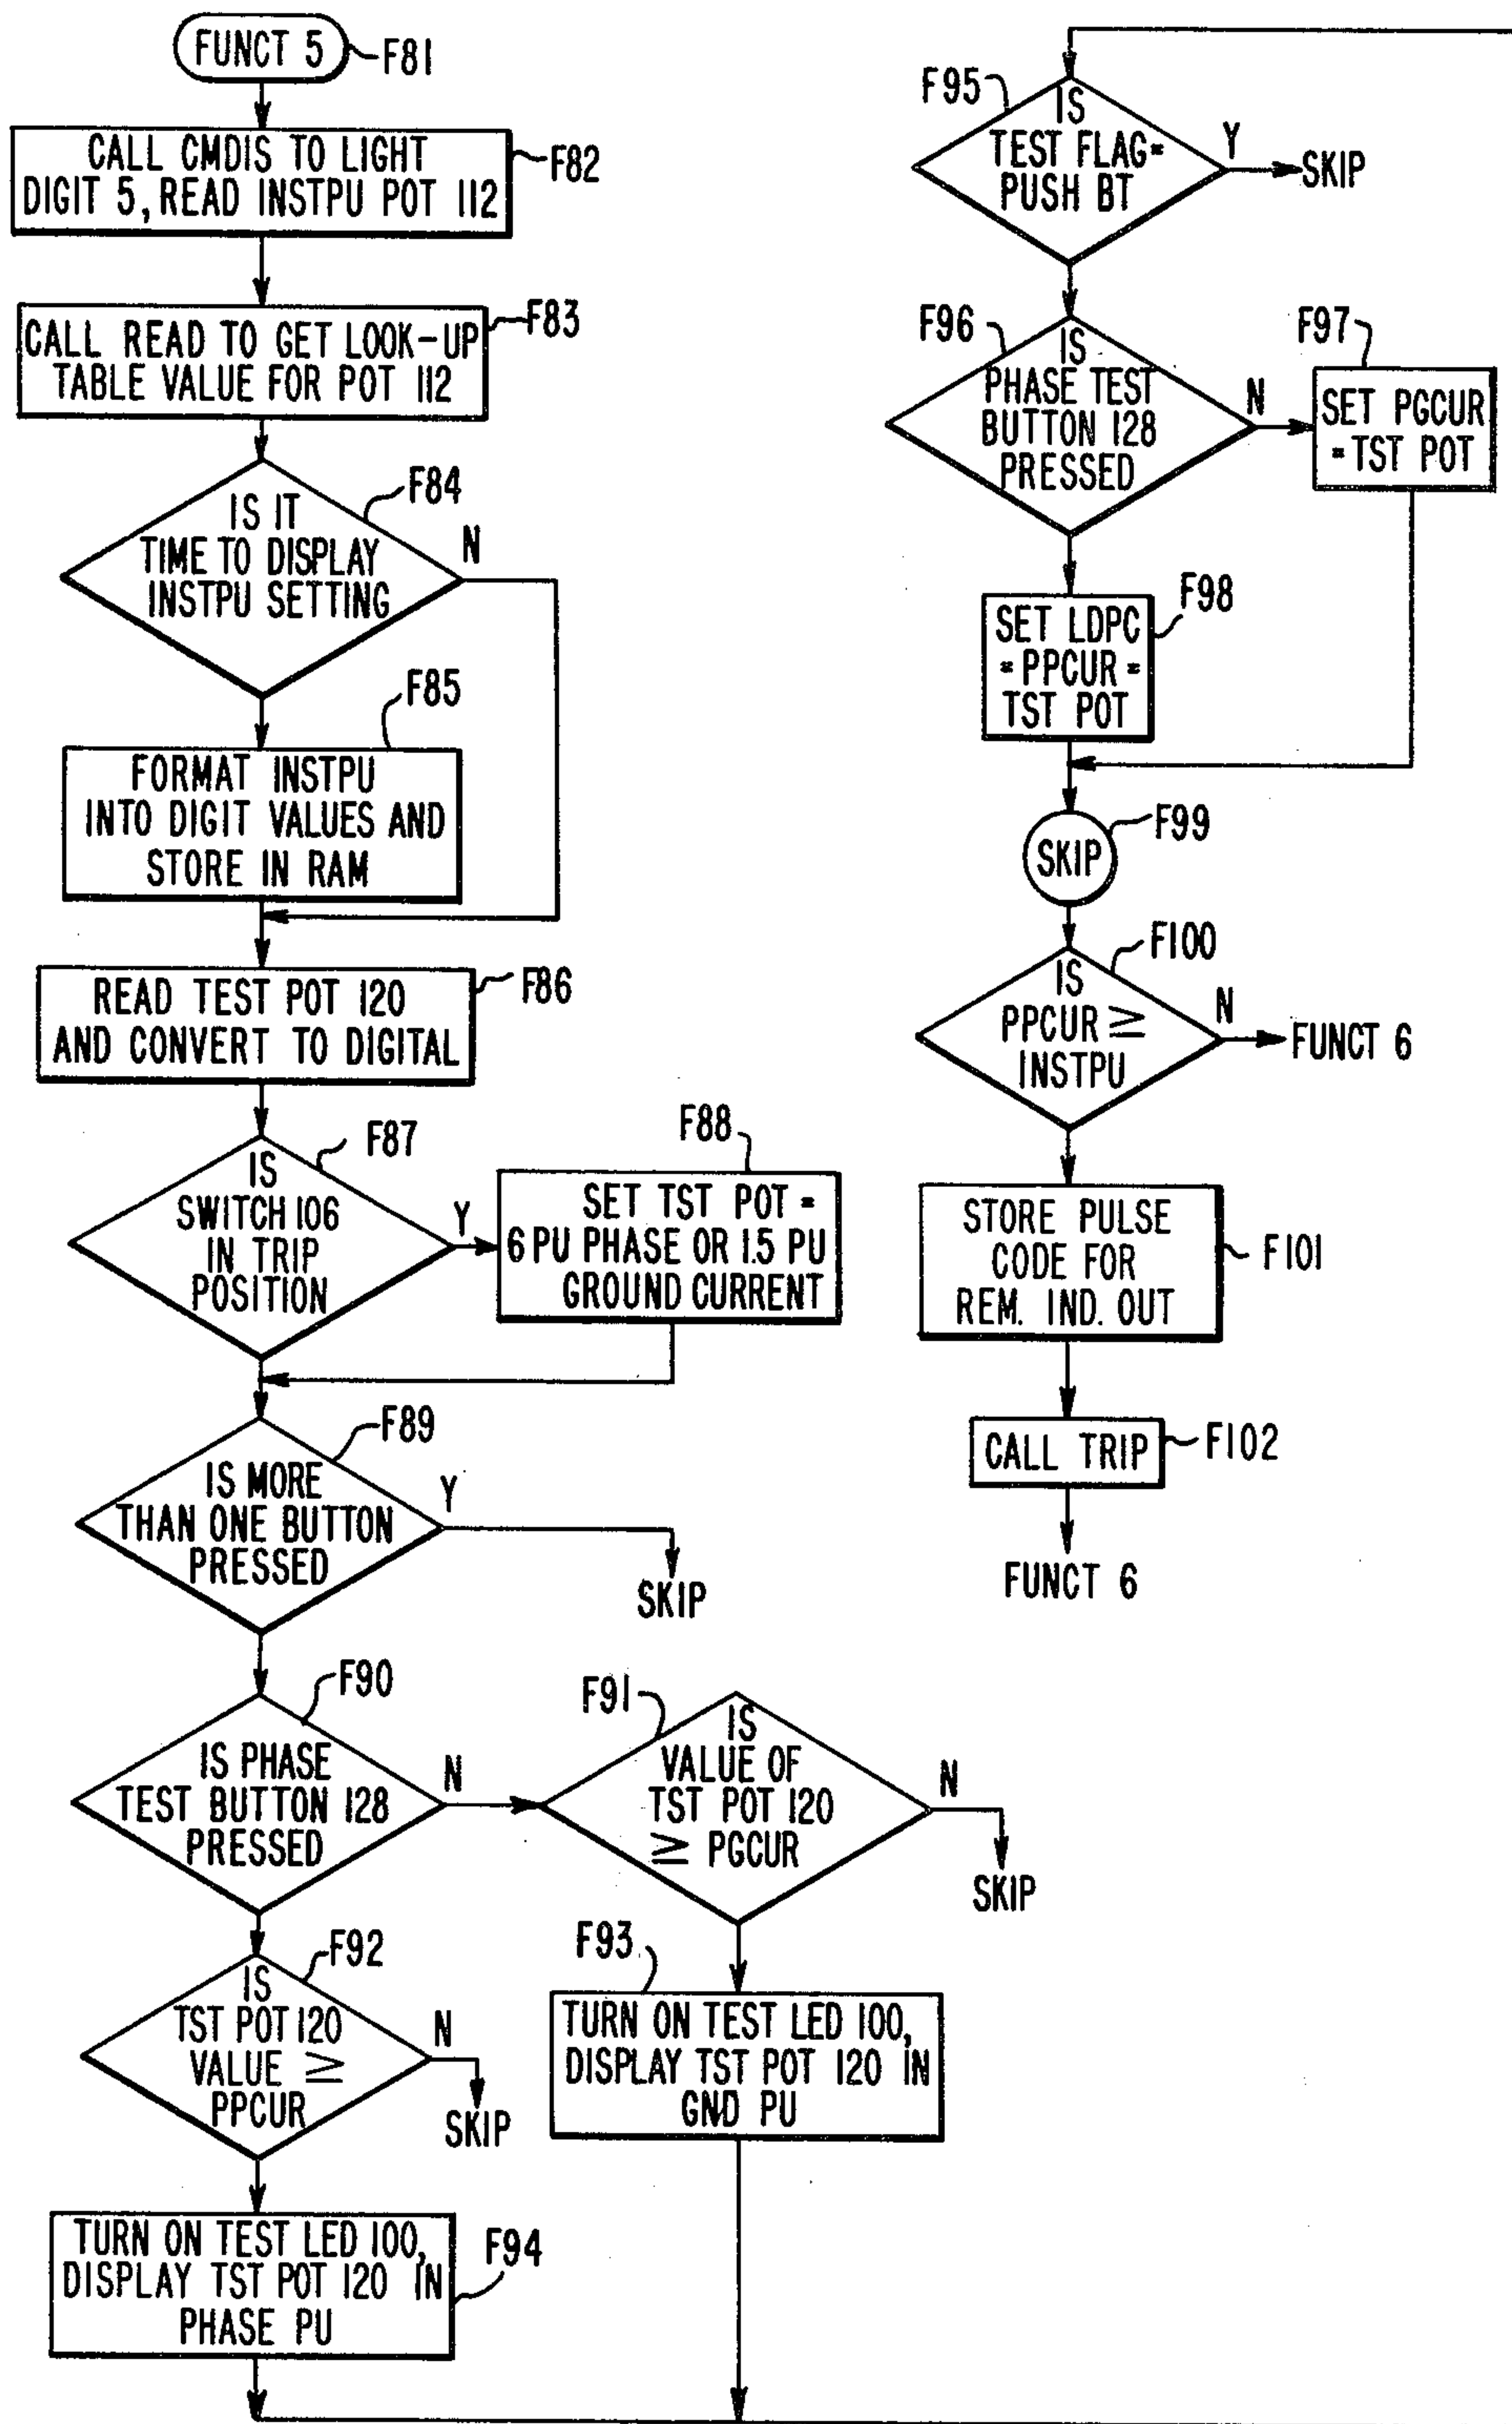 FUNCT 5
F81
CALL CMDIS TO LIGHT
DIGIT 5, READ INSTPU POT 112
F82
CALL READ TO GET LOOK-UP
TABLE VALUE FOR POT 112
F83
IS IT
TIME TO DISPLAY
INSTPU SETTING
F84
N
FORMAT INSTPU
INTO DIGIT VALUES AND
STORE IN RAM
F85
READ TEST POT 120
AND CONVERT TO DIGITAL
F86
IS
SWITCH 106
IN TRIP
POSITION
F87
Y
SET TST POT =
6 PU PHASE OR 1.5 PU
GROUND CURRENT
F88
IS MORE
THAN ONE BUTTON
PRESSED
F89
Y
SKIP
IS PHASE
TEST BUTTON 128
PRESSED
F90
N
IS
VALUE OF
TST POT 120
≥ PGCUR
F91
N
SKIP
IS
TST POT 120
VALUE ≥
PPCUR
F92
N
SKIP
TURN ON TEST LED 100,
DISPLAY TST POT 120 IN
GND PU
F93
TURN ON TEST LED 100,
DISPLAY TST POT 120 IN
PHASE PU
F94
IS
TEST FLAG=
PUSH BT
F95
Y
SKIP
IS
PHASE TEST
BUTTON 128
PRESSED
F96
N
SET PGCUR
=TST POT
F97
SET LDPC
=PPCUR=
TST POT
F98
SKIP
F99
IS
PPCUR ≥
INSTPU
F100
N
FUNCT 6
STORE PULSE
CODE FOR
REM. IND. OUT
F101
CALL TRIP
F102
FUNCT 6